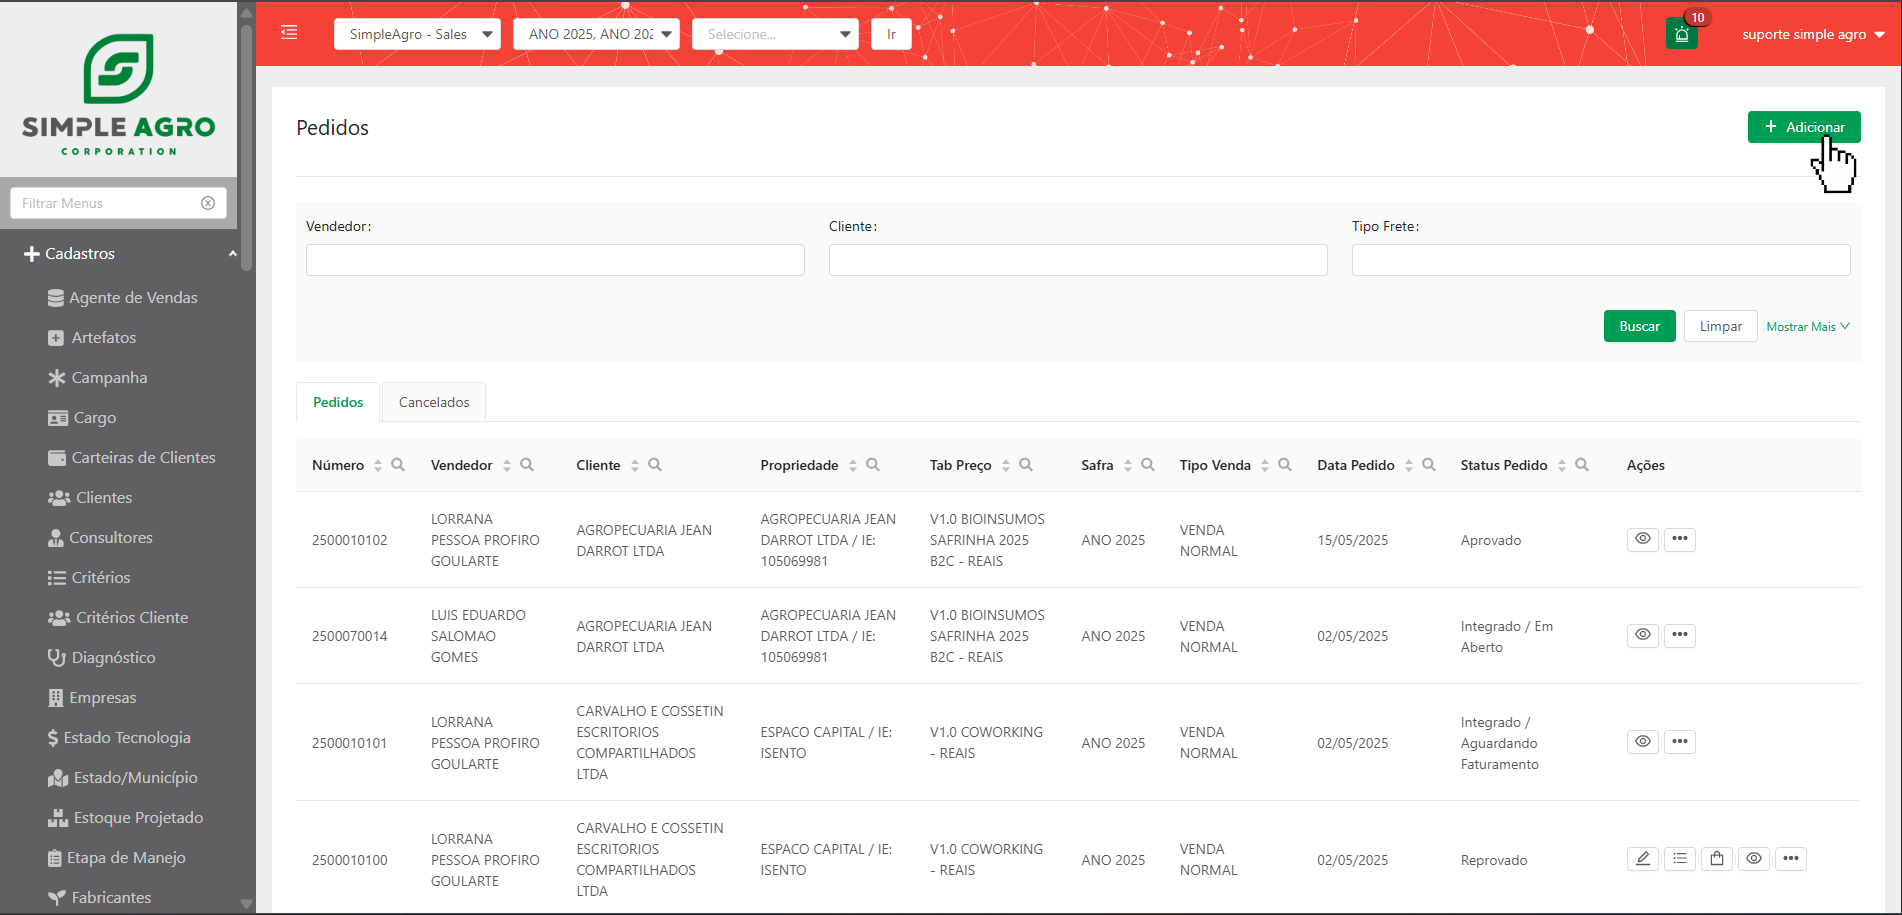 SIMPLE AGRO
CORPORATION
Filtrar Menus
Cadastros
Agente de Vendas
Artefatos
Campanha
Cargo
Carteiras de Clientes
Clientes
Consultores
Critérios
Critérios Cliente
Diagnóstico
Empresas
Estado Tecnologia
Estado/Município
Estoque Projetado
Etapa de Manejo
Fabricantes
SimpleAgro - Sales
ANO 2025, ANO 202
Selecione...
Ir
10
suporte simple agro
Pedidos
+ Adicionar
Vendedor: Cliente: Tipo Frete:
Buscar Limpar Mostrar Mais
Pedidos Cancelados
Número Vendedor Cliente Propriedade Tab Preço Safra Tipo Venda Data Pedido Status Pedido Ações
2500010102
LORRANA
PESSOA PROFIRO
GOULARTE
AGROPECUARIA JEAN
DARROT LTDA
AGROPECUARIA JEAN
DARROT LTDA / IE:
105069981
V1.0 BIOINSUMOS
SAFRINHA 2025
B2C - REAIS
ANO 2025
VENDA
NORMAL
15/05/2025
Aprovado
2500070014
LUIS EDUARDO
SALOMAO
GOMES
AGROPECUARIA JEAN
DARROT LTDA
AGROPECUARIA JEAN
DARROT LTDA / IE:
105069981
V1.0 BIOINSUMOS
SAFRINHA 2025
B2C - REAIS
ANO 2025
VENDA
NORMAL
02/05/2025
Integrado / Em
Aberto
2500010101
LORRANA
PESSOA PROFIRO
GOULARTE
CARVALHO E COSSETIN
ESCRITORIOS
COMPARTILHADOS
LTDA
ESPACO CAPITAL / IE:
ISENTO
V1.0 COWORKING
- REAIS
ANO 2025
VENDA
NORMAL
02/05/2025
Integrado /
Aguardando
Faturamento
2500010100
LORRANA
PESSOA PROFIRO
GOULARTE
CARVALHO E COSSETIN
ESCRITORIOS
COMPARTILHADOS
LTDA
ESPACO CAPITAL / IE:
ISENTO
V1.0 COWORKING
- REAIS
ANO 2025
VENDA
NORMAL
02/05/2025
Reprovado